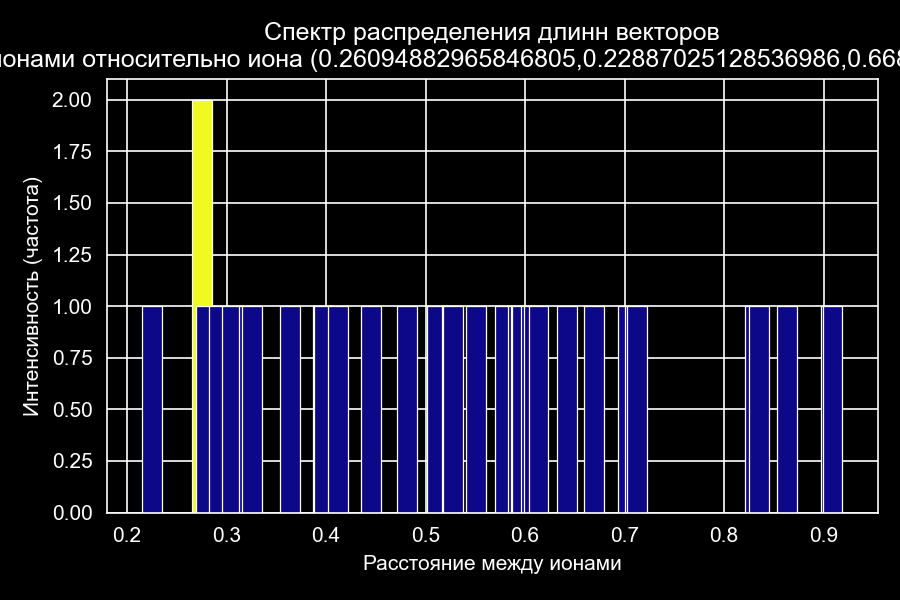 Спектр распределения длинн векторов
ионами относительно иона (0.26094882965846805,0.22887025128536986,0.668
2.00
1.75
1.50
1.25
1.00
0.75
0.50
0.25
0.00
Интенсивность (частота)
0.2 0.3 0.4 0.5 0.6 0.7 0.8 0.9
Расстояние между ионами